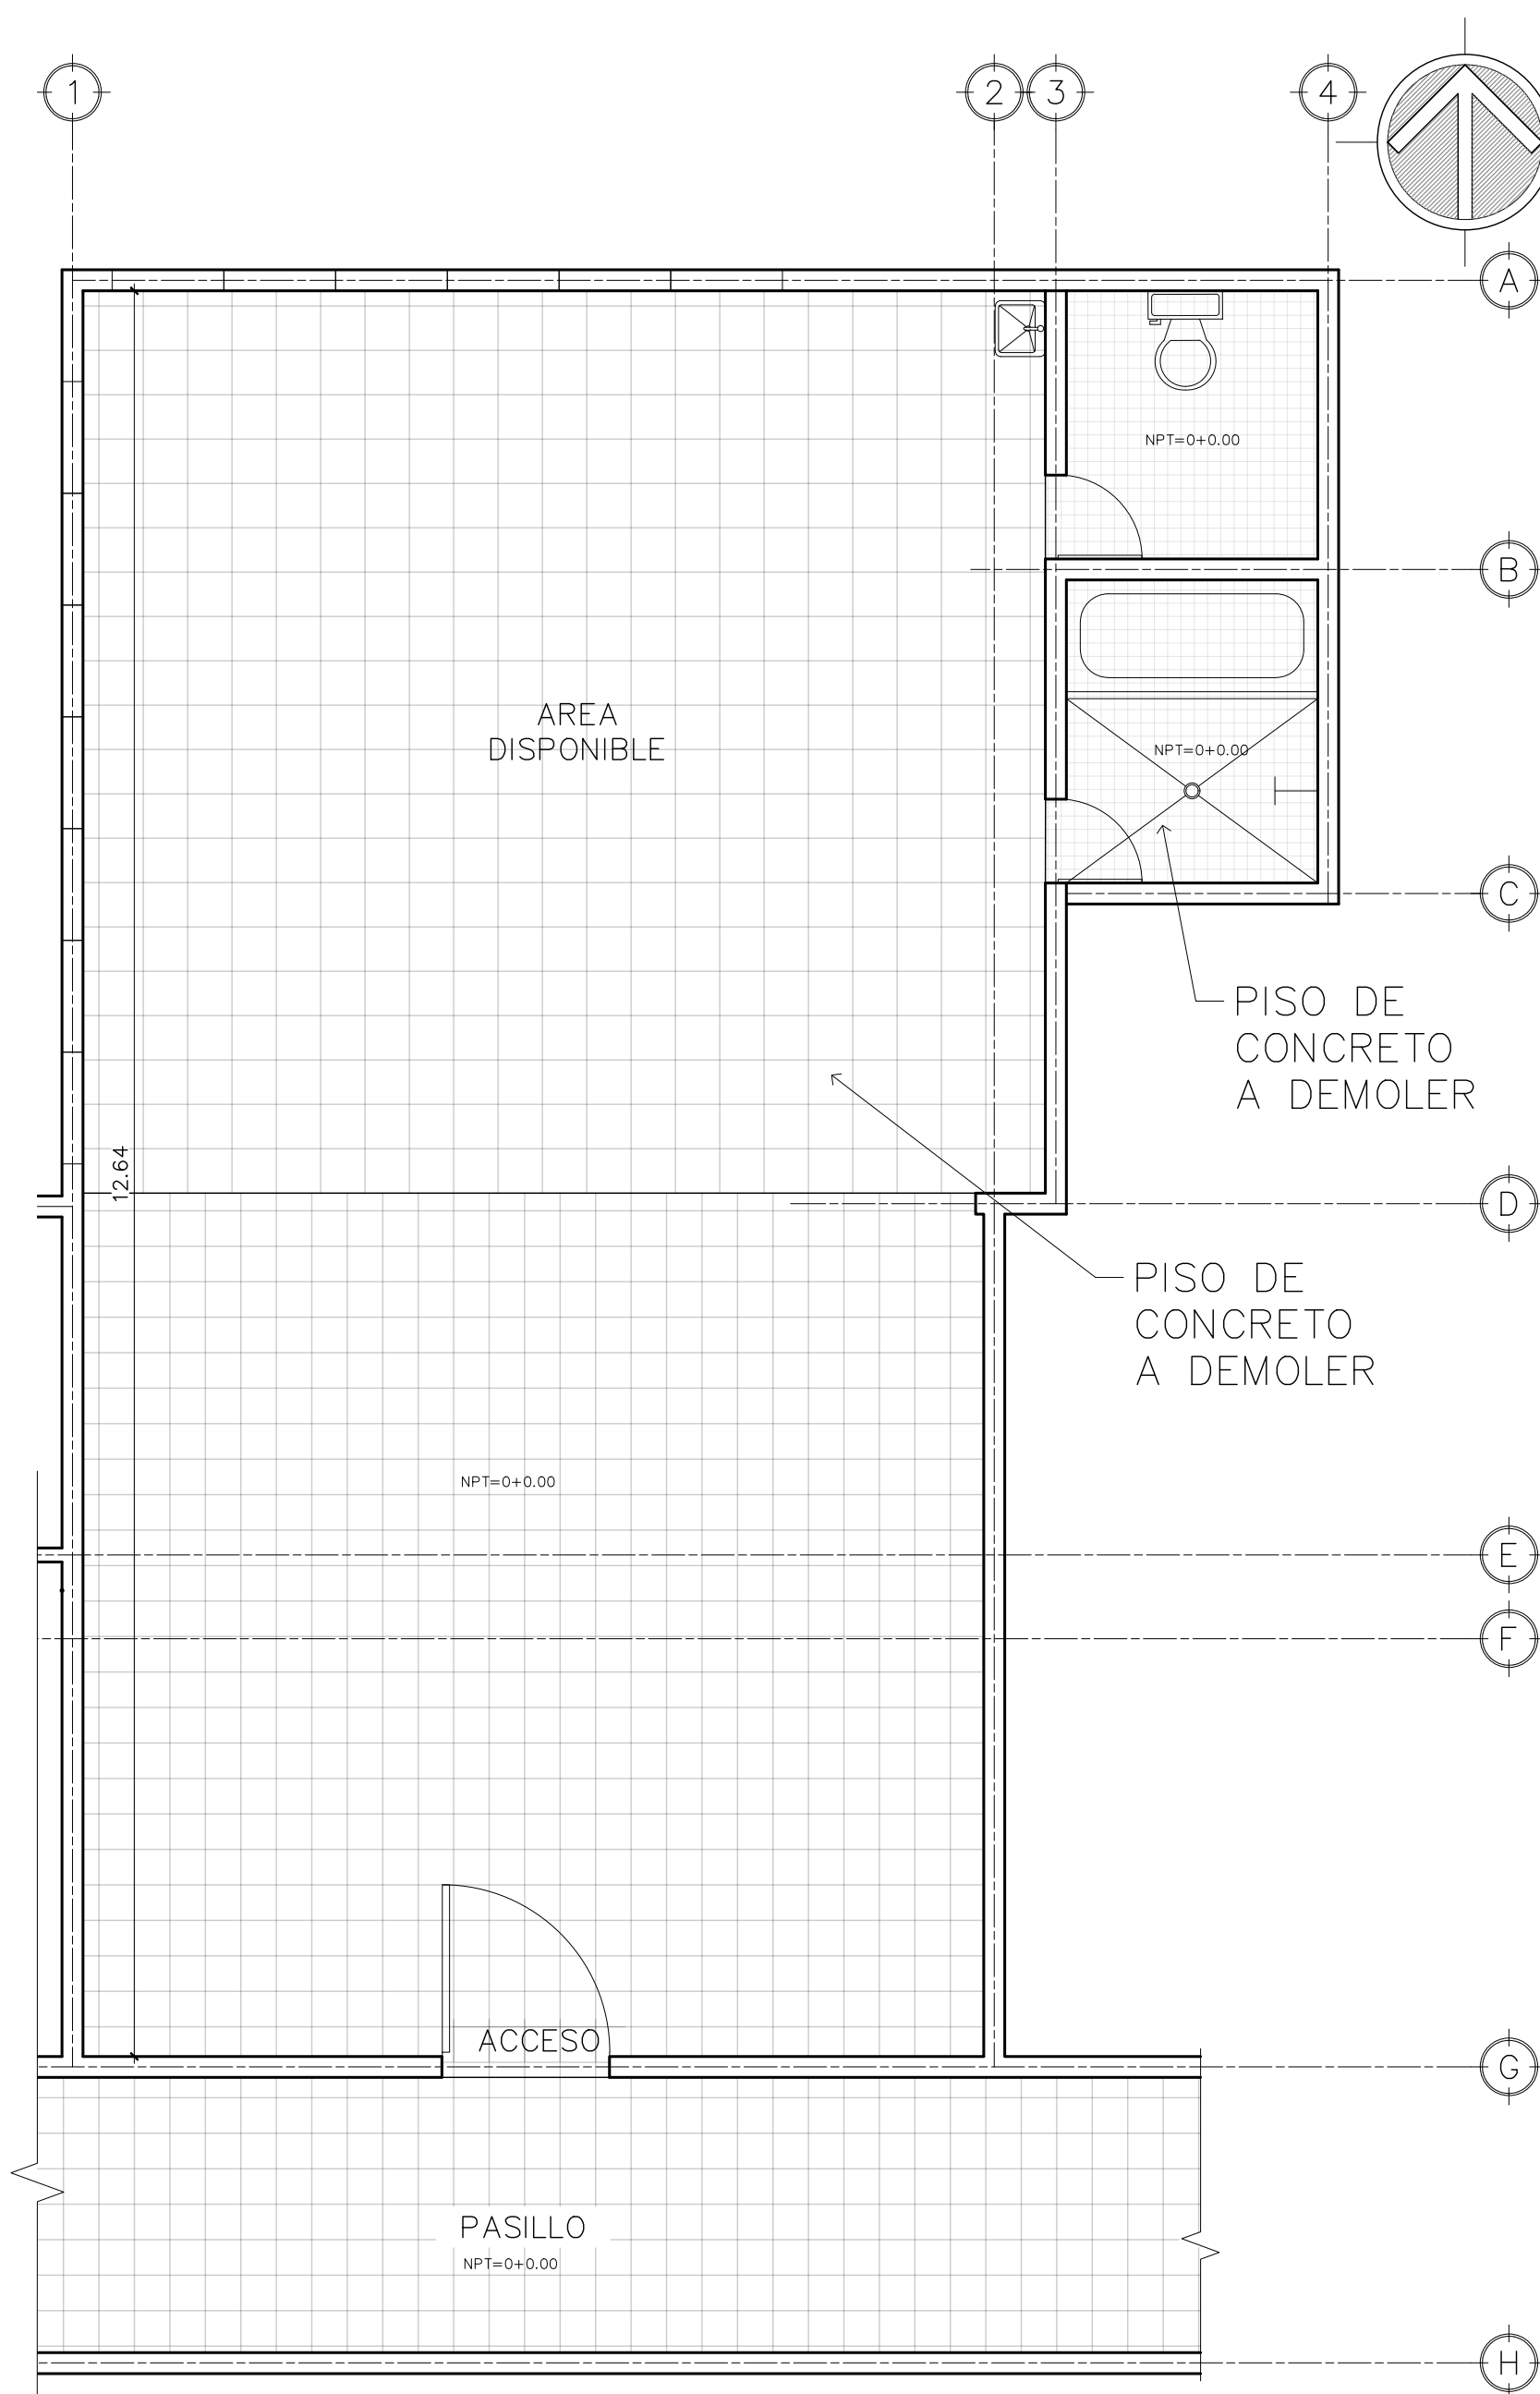 1
2
3
4
A
NPT=0+0.00
B
AREA
DISPONIBLE
NPT=0+0.00
C
PISO DE
CONCRETO
A DEMOLER
12.64
D
PISO DE
CONCRETO
A DEMOLER
NPT=0+0.00
E
F
ACCESO
G
PASILLO
NPT=0+0.00
H